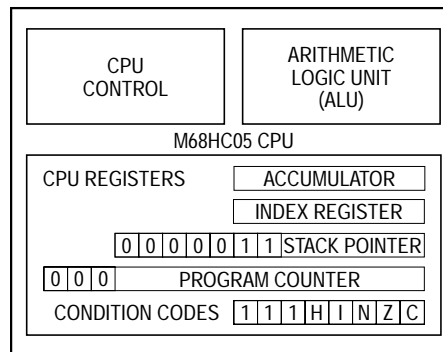 CPU
CONTROL
ARITHMETIC
LOGIC UNIT
(ALU)
M68HC05 CPU
CPU REGISTERS ACCUMULATOR
INDEX REGISTER
0 0 0 0 0 1 1 STACK POINTER
0 0 0 PROGRAM COUNTER
CONDITION CODES 1 1 1 H I N Z C